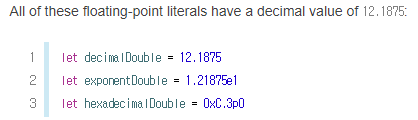 All of these floating-point literals have a decimal value of 12.1875:
1 let decimalDouble = 12.1875
2 let exponentDouble = 1.21875e1
3 let hexadecimalDouble = 0xC.3p0